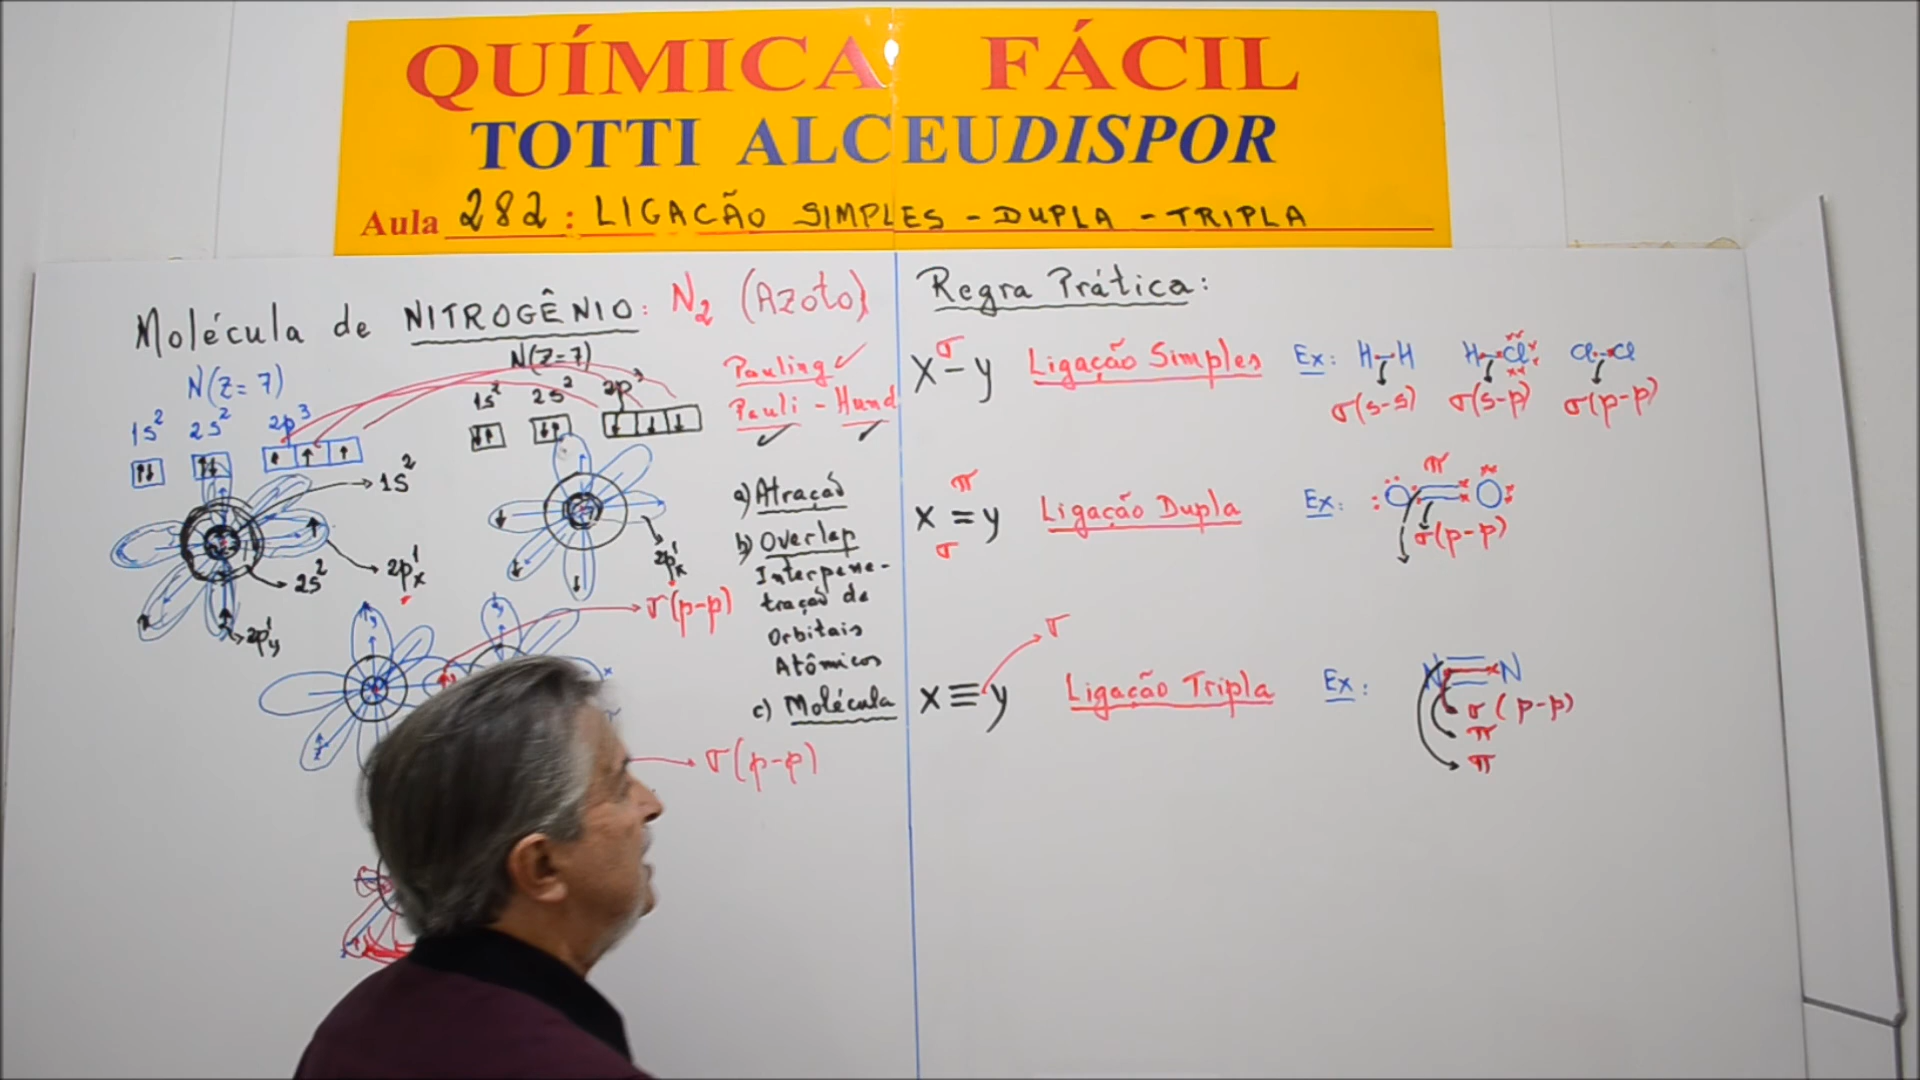 QUÍMICA FÁCIL
TOTTI ALCEUDISPOR
Aula 282 : LIGAÇÃO SIMPLES - DUPLA - TRIPLA
Molécula de NITROGÊNIO: N2 (Azoto)
N(Z=7)
1s² 2s² 2p³
N(Z=7)
1s² 2s² 2p³
Pauling ✓
Pauli - Hund
1s²
2s²
2p¹x
2p¹y
2p¹x
σ(p-p)
σ(p-p)
a) Atração
b) Overlap
Interpene-
tração de
Orbitais
Atômicos
c) Molécula
Regra Prática:
σ
x - y Ligação Simples Ex: H-H H-Cl Cl-Cl
σ(s-s) σ(s-p) σ(p-p)
π
x = y Ligação Dupla Ex: O=O
σ
π
σ(p-p)
σ
x ≡ y Ligação Tripla Ex: N≡N
σ (p-p)
π
π